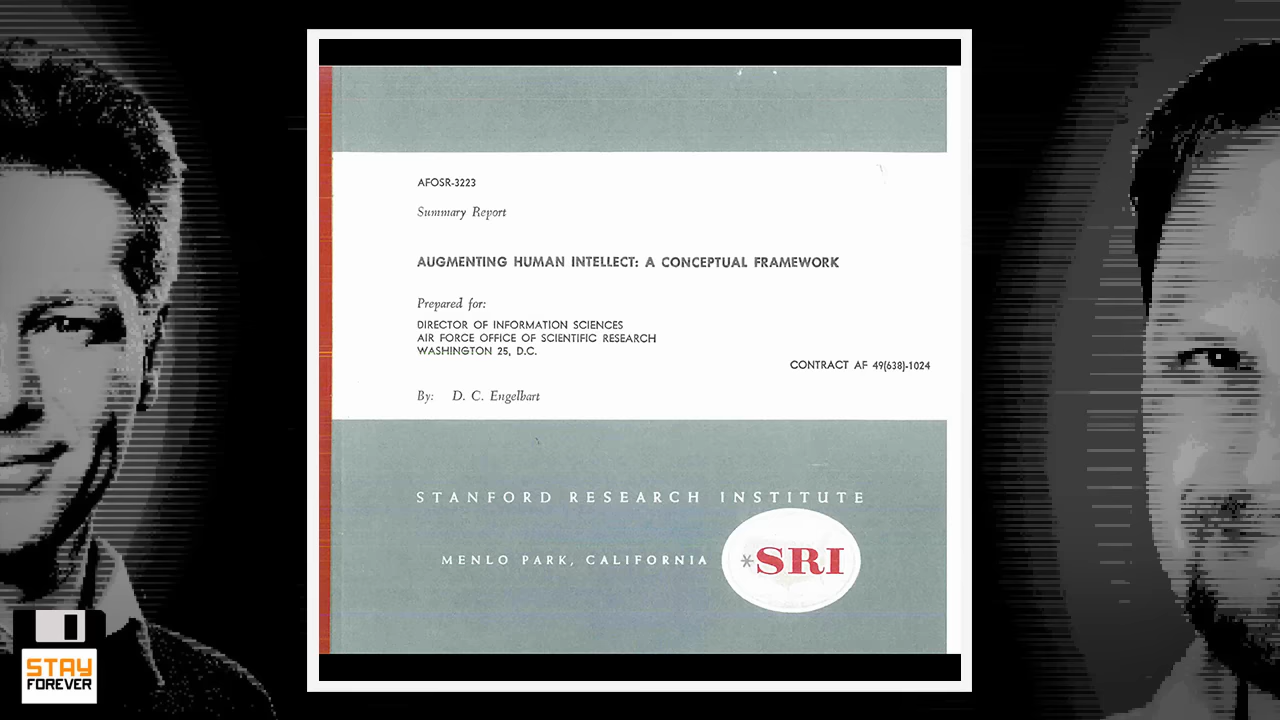 AFOSR-3223
Summary Report
AUGMENTING HUMAN INTELLECT: A CONCEPTUAL FRAMEWORK
Prepared for:
DIRECTOR OF INFORMATION SCIENCES
AIR FORCE OFFICE OF SCIENTIFIC RESEARCH
WASHINGTON 25, D.C.
CONTRACT AF 49(638)-1024
By: D. C. Engelbart
STANFORD RESEARCH INSTITUTE
MENLO PARK, CALIFORNIA
*SRI
STAY
FOREVER